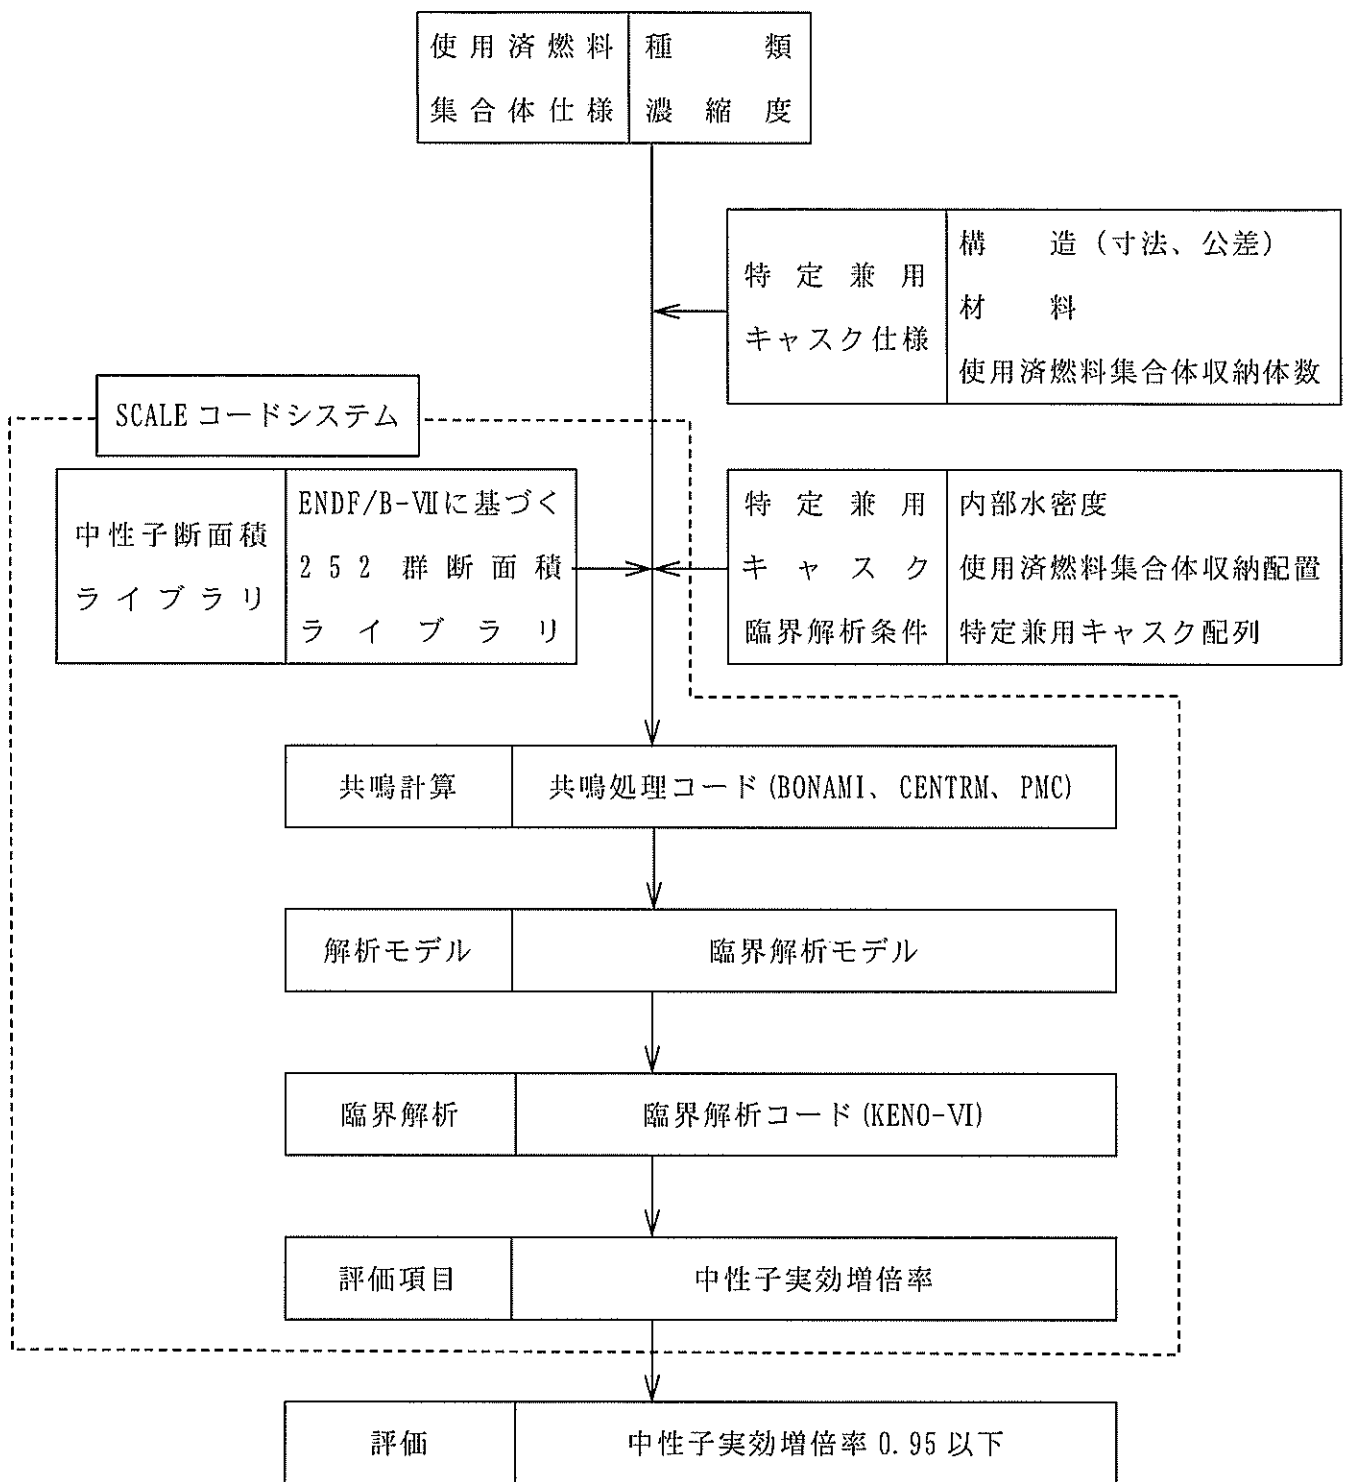 使用済燃料
集合体仕様
種類
濃縮度
特定兼用
キャスク仕様
構造(寸法、公差)
材料
使用済燃料集合体収納体数
SCALEコードシステム
中性子断面積
ライブラリ
ENDF/B-Ⅶに基づく
252群断面積
ライブラリ
特定兼用
キャスク
臨界解析条件
内部水密度
使用済燃料集合体収納配置
特定兼用キャスク配列
共鳴計算
共鳴処理コード(BONAMI、CENTRM、PMC)
解析モデル
臨界解析モデル
臨界解析
臨界解析コード(KENO-Ⅵ)
評価項目
中性子実効増倍率
評価
中性子実効増倍率0.95以下